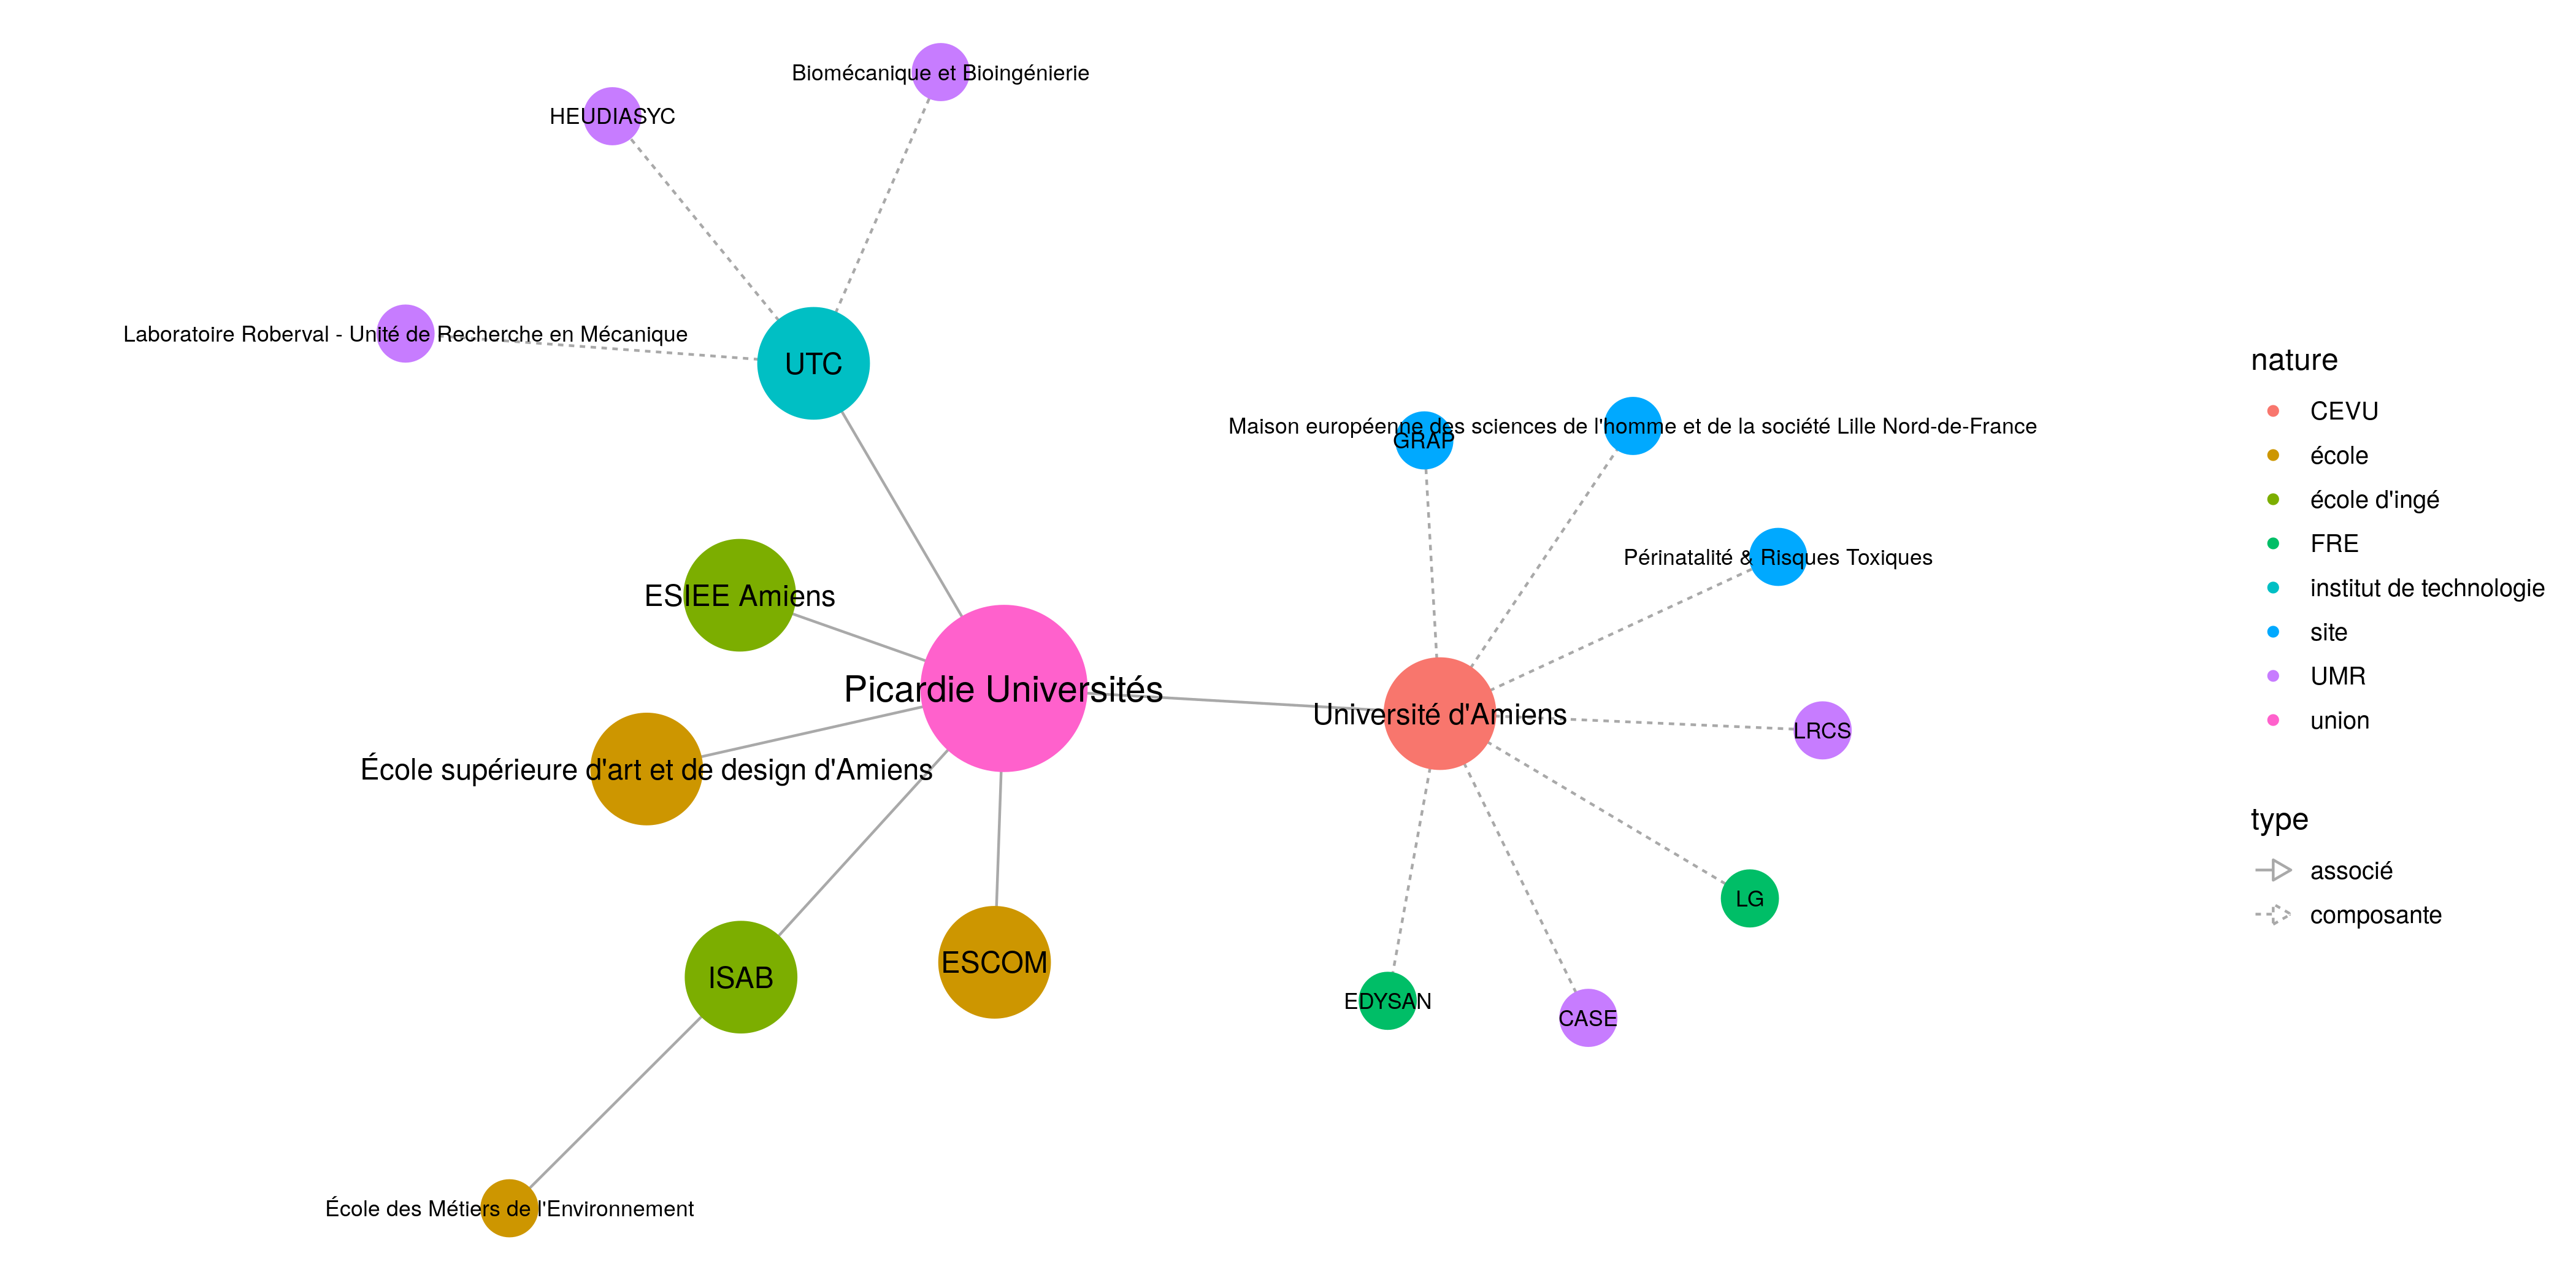 Biomécanique et Bioingénierie
HEUDIASYC
Laboratoire Roberval - Unité de Recherche en Mécanique
UTC
Maison européenne des sciences de l'homme et de la société Lille Nord-de-France
GRAP
Périnatalité & Risques Toxiques
ESIEE Amiens
Picardie Universités
Université d'Amiens
LRCS
École supérieure d'art et de design d'Amiens
LG
ISAB
ESCOM
EDYSAN
CASE
École des Métiers de l'Environnement
nature
CEVU
école
école d'ingé
FRE
institut de technologie
site
UMR
union
type
associé
composante